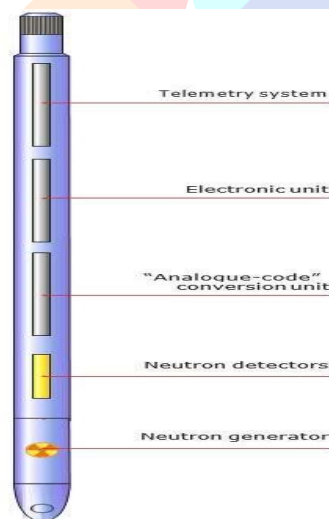 Telemetry system
Electronic unit
"Analogue-code"
conversion unit
Neutron detectors
Neutron generator